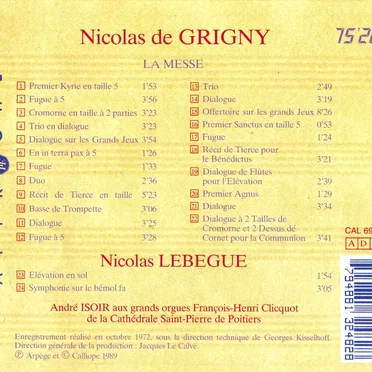 Nicolas de GRIGNY
LA MESSE
1 Premier Kyrie en taille 5 1'53
2 Fugue à 5 3'56
3 Cromorne en taille à 2 parties 3'23
4 Trio en dialogue 3'23
5 Dialogue sur les Grands Jeux 3'54
6 En in terra pax à 5 1'25
7 Fugue 1'33
8 Duo 2'36
9 Récit de Tierce en taille 5'23
10 Basse de Trompette 3'06
11 Dialogue 3'25
12 Fugue à 5 3'28
13 Trio 2'49
14 Dialogue 3'19
15 Offertoire sur les grands Jeux 8'26
16 Premier Sanctus en taille 5 0'53
17 Fugue 1'24
18 Récit de Tierce pour
le Bénédictus 3'21
19 Dialogue de Flûtes
pour l'Elévation 2'39
20 Premier Agnus 1'29
21 Dialogue 3'34
22 Dialogue à 2 Tailles de
Cromorne et 2 Dessus de
Cornet pour la Communion 3'41
Nicolas LEBEGUE
23 Elévation en sol 1'54
24 Symphonie sur le bémol fa 3'05
André ISOIR aux grands orgues François-Henri Clicquot
de la Cathédrale Saint-Pierre de Poitiers
Enregistrement réalisé en octobre 1972, sous la direction technique de Georges Kisselhoff.
Direction générale de la production : Jacques Le Calvé.
℗ Arpège et © Calliope 1989
CAL 69
A D
794881 324828